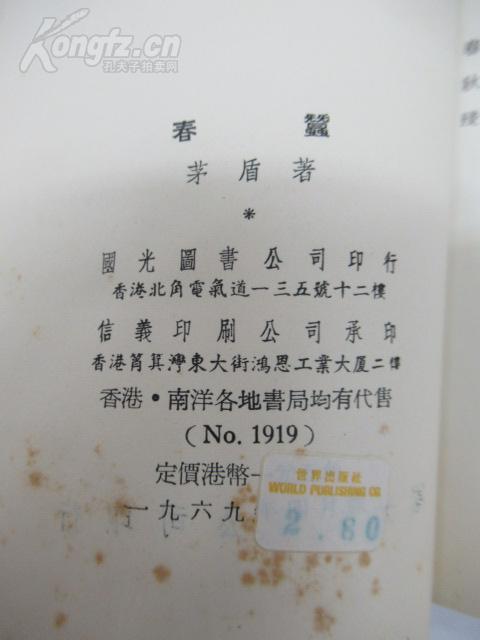 Kongfz.cn
孔夫子拍卖网
春蠶
茅盾著
*
國光圖書公司印行
香港北角電氣道一三五號十二樓
信義印刷公司承印
香港筲箕灣東大街鴻恩工業大厦二樓
香港・南洋各地書局均有代售
(No. 1919)
定價港幣一
一九六九
世界出版社
WORLD PUBLISHING CO.
2.80